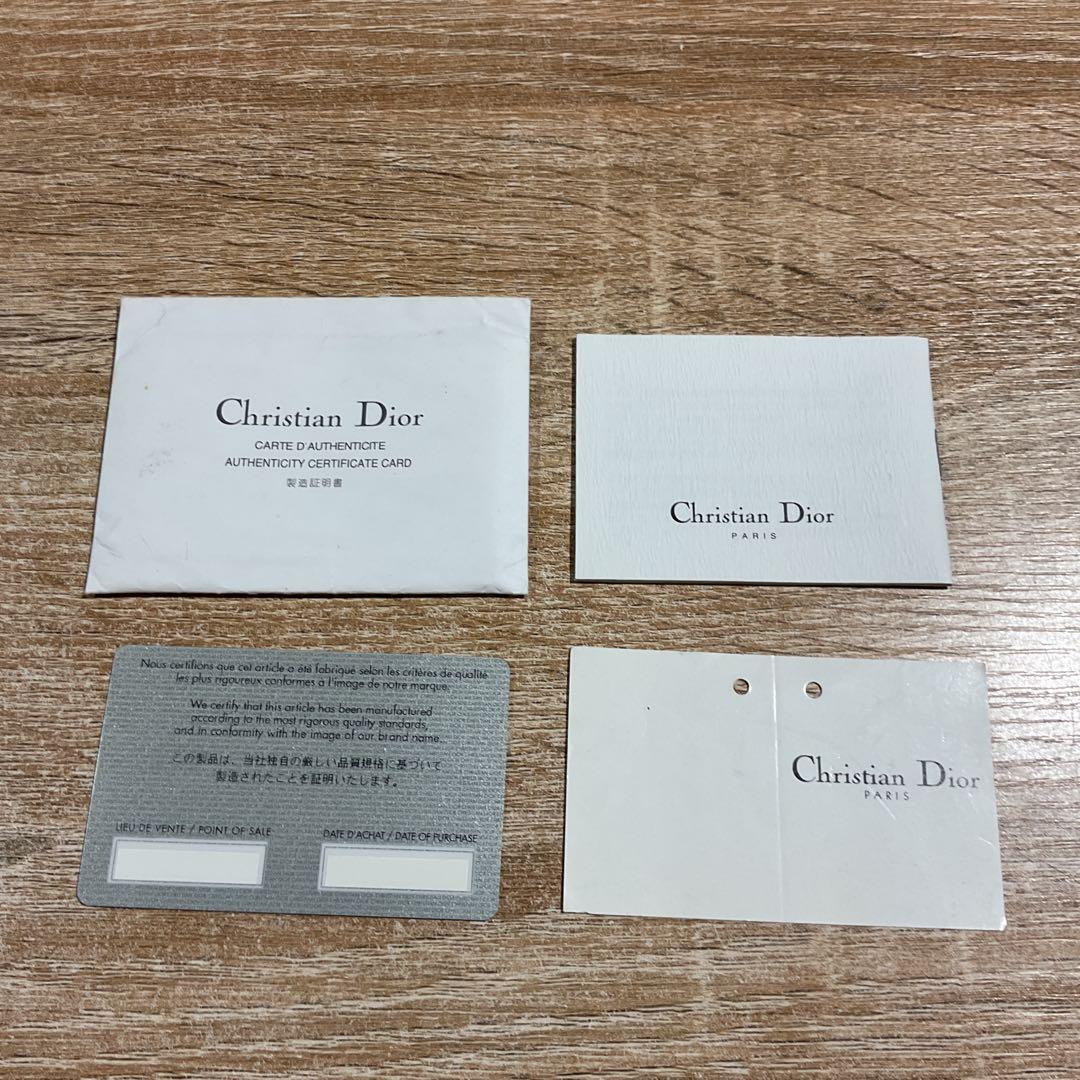 Christian Dior
CARTE D'AUTHENTICITE
AUTHENTICITY CERTIFICATE CARD
製造証明書
Christian Dior
PARIS
Nous certifions que cet article a été fabriqué selon les critères de qualité
les plus rigoureux conformes a l'image de notre marque.
We certify that this article has been manufactured
according to the most rigorous quality standards,
and in conformity with the image of our brand name...
この製品は、当社独自の厳しい品質規格に基づいて
製造されたことを証明いたします。
LIEU DE VENTE / POINT OF SALE
DATE D'ACHAT / DATE OF PURCHASE
Christian Dior
PARIS